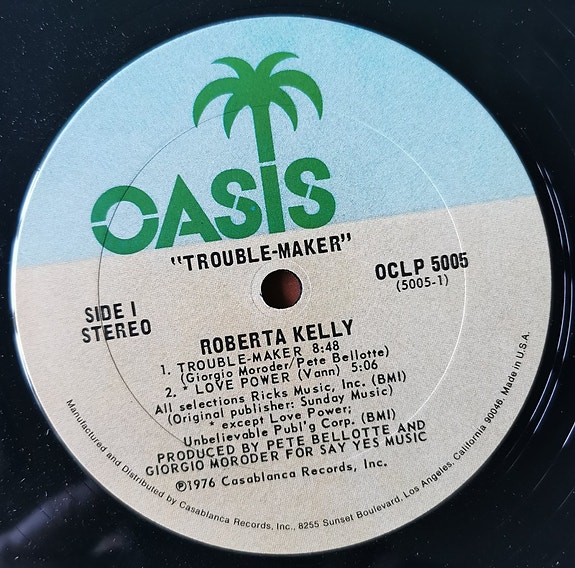 OASIS
"TROUBLE-MAKER"
OCLP 5005
(5005-1)
SIDE 1
STEREO
ROBERTA KELLY
1. TROUBLE-MAKER 8:48
(Giorgio Moroder/Pete Bellotte)
2. * LOVE POWER (Vann) 5:06
All selections Ricks Music, Inc. (BMI)
(Original publisher: Sunday Music)
* except Love Power;
Unbelievable Publ'g Corp. (BMI)
PRODUCED BY PETE BELLOTTE AND
GIORGIO MORODER FOR SAY YES MUSIC
℗1976 Casablanca Records, Inc.
Manufactured and Distributed by Casablanca Records, Inc., 8255 Sunset Boulevard, Los Angeles, California 90046, Made in U.S.A.